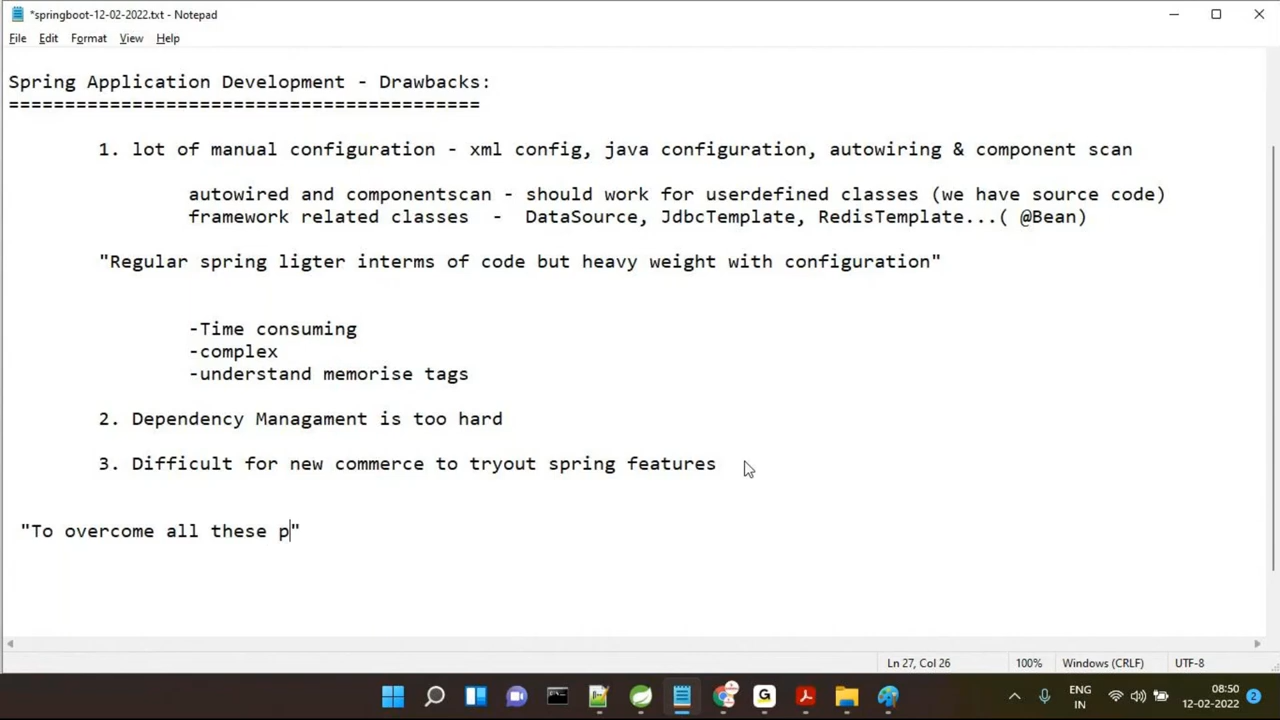 *springboot-12-02-2022.txt - Notepad
File Edit Format View Help
Spring Application Development - Drawbacks:
==========================================
1. lot of manual configuration - xml config, java configuration, autowiring & component scan
autowired and componentscan - should work for userdefined classes (we have source code)
framework related classes - DataSource, JdbcTemplate, RedisTemplate...( @Bean)
"Regular spring ligter interms of code but heavy weight with configuration"
-Time consuming
-complex
-understand memorise tags
2. Dependency Managament is too hard
3. Difficult for new commerce to tryout spring features
"To overcome all these p"
Ln 27, Col 26 100% Windows (CRLF) UTF-8
ENG
IN
08:50
12-02-2022
2
G